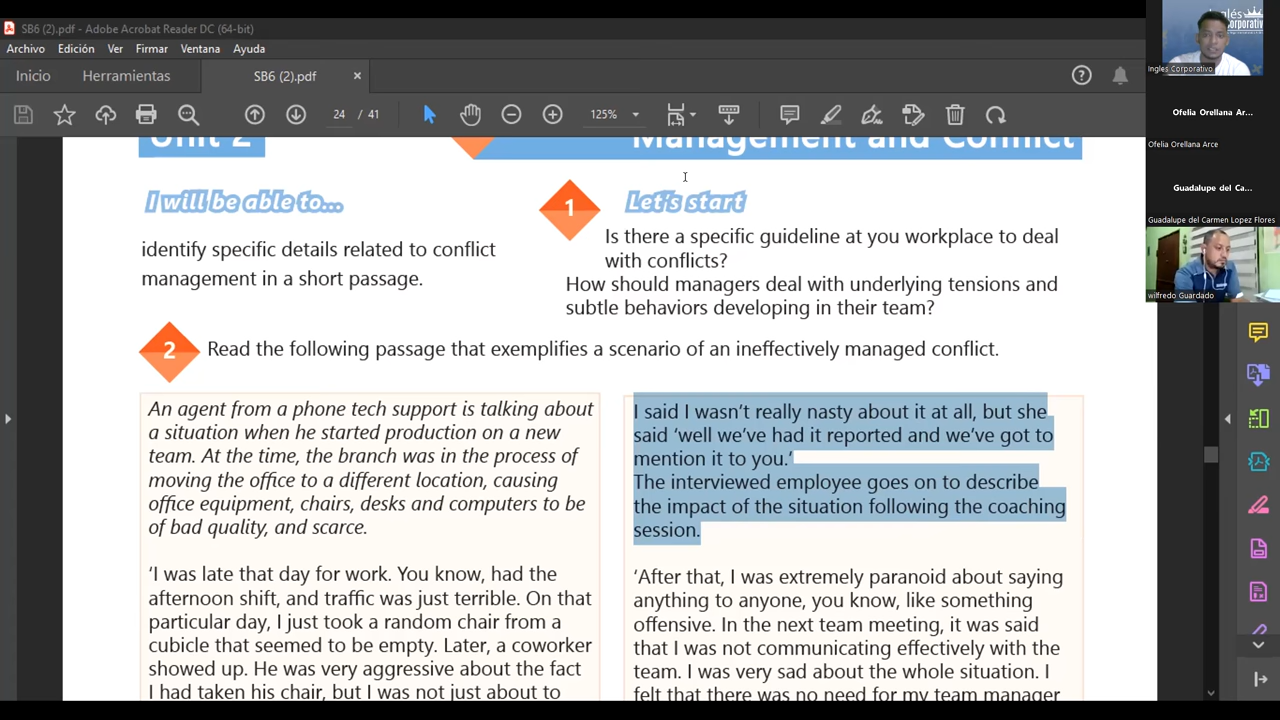 SB6 (2).pdf - Adobe Acrobat Reader DC (64-bit)
Archivo Edición Ver Firmar Ventana Ayuda
Inicio Herramientas SB6 (2).pdf ×
24 / 41 125%
Unit 2 Management and Conflict
I will be able to...
identify specific details related to conflict
management in a short passage.
1 Let's start
Is there a specific guideline at you workplace to deal
with conflicts?
How should managers deal with underlying tensions and
subtle behaviors developing in their team?
2 Read the following passage that exemplifies a scenario of an ineffectively managed conflict.
An agent from a phone tech support is talking about
a situation when he started production on a new
team. At the time, the branch was in the process of
moving the office to a different location, causing
office equipment, chairs, desks and computers to be
of bad quality, and scarce.
‘I was late that day for work. You know, had the
afternoon shift, and traffic was just terrible. On that
particular day, I just took a random chair from a
cubicle that seemed to be empty. Later, a coworker
showed up. He was very aggressive about the fact
I had taken his chair, but I was not just about to
I said I wasn’t really nasty about it at all, but she
said ‘well we’ve had it reported and we’ve got to
mention it to you.’
The interviewed employee goes on to describe
the impact of the situation following the coaching
session.
‘After that, I was extremely paranoid about saying
anything to anyone, you know, like something
offensive. In the next team meeting, it was said
that I was not communicating effectively with the
team. I was very sad about the whole situation. I
felt that there was no need for my team manager
inglés
Corporativo
Ingles Corporativo
Ofelia Orellana Ar...
Ofelia Orellana Arce
Guadalupe del Ca...
Guadalupe del Carmen Lopez Flores
wilfredo Guardado